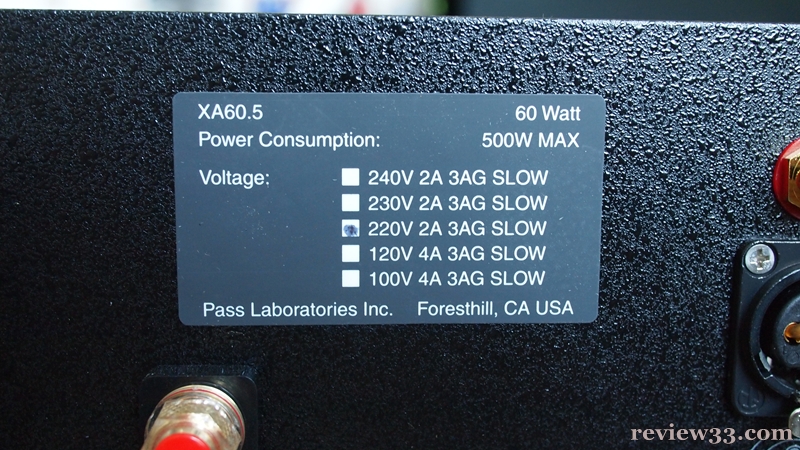 XA60.5 60 Watt
Power Consumption: 500W MAX
Voltage: 240V 2A 3AG SLOW
230V 2A 3AG SLOW
220V 2A 3AG SLOW
120V 4A 3AG SLOW
100V 4A 3AG SLOW
Pass Laboratories Inc. Foresthill, CA USA
review33.com